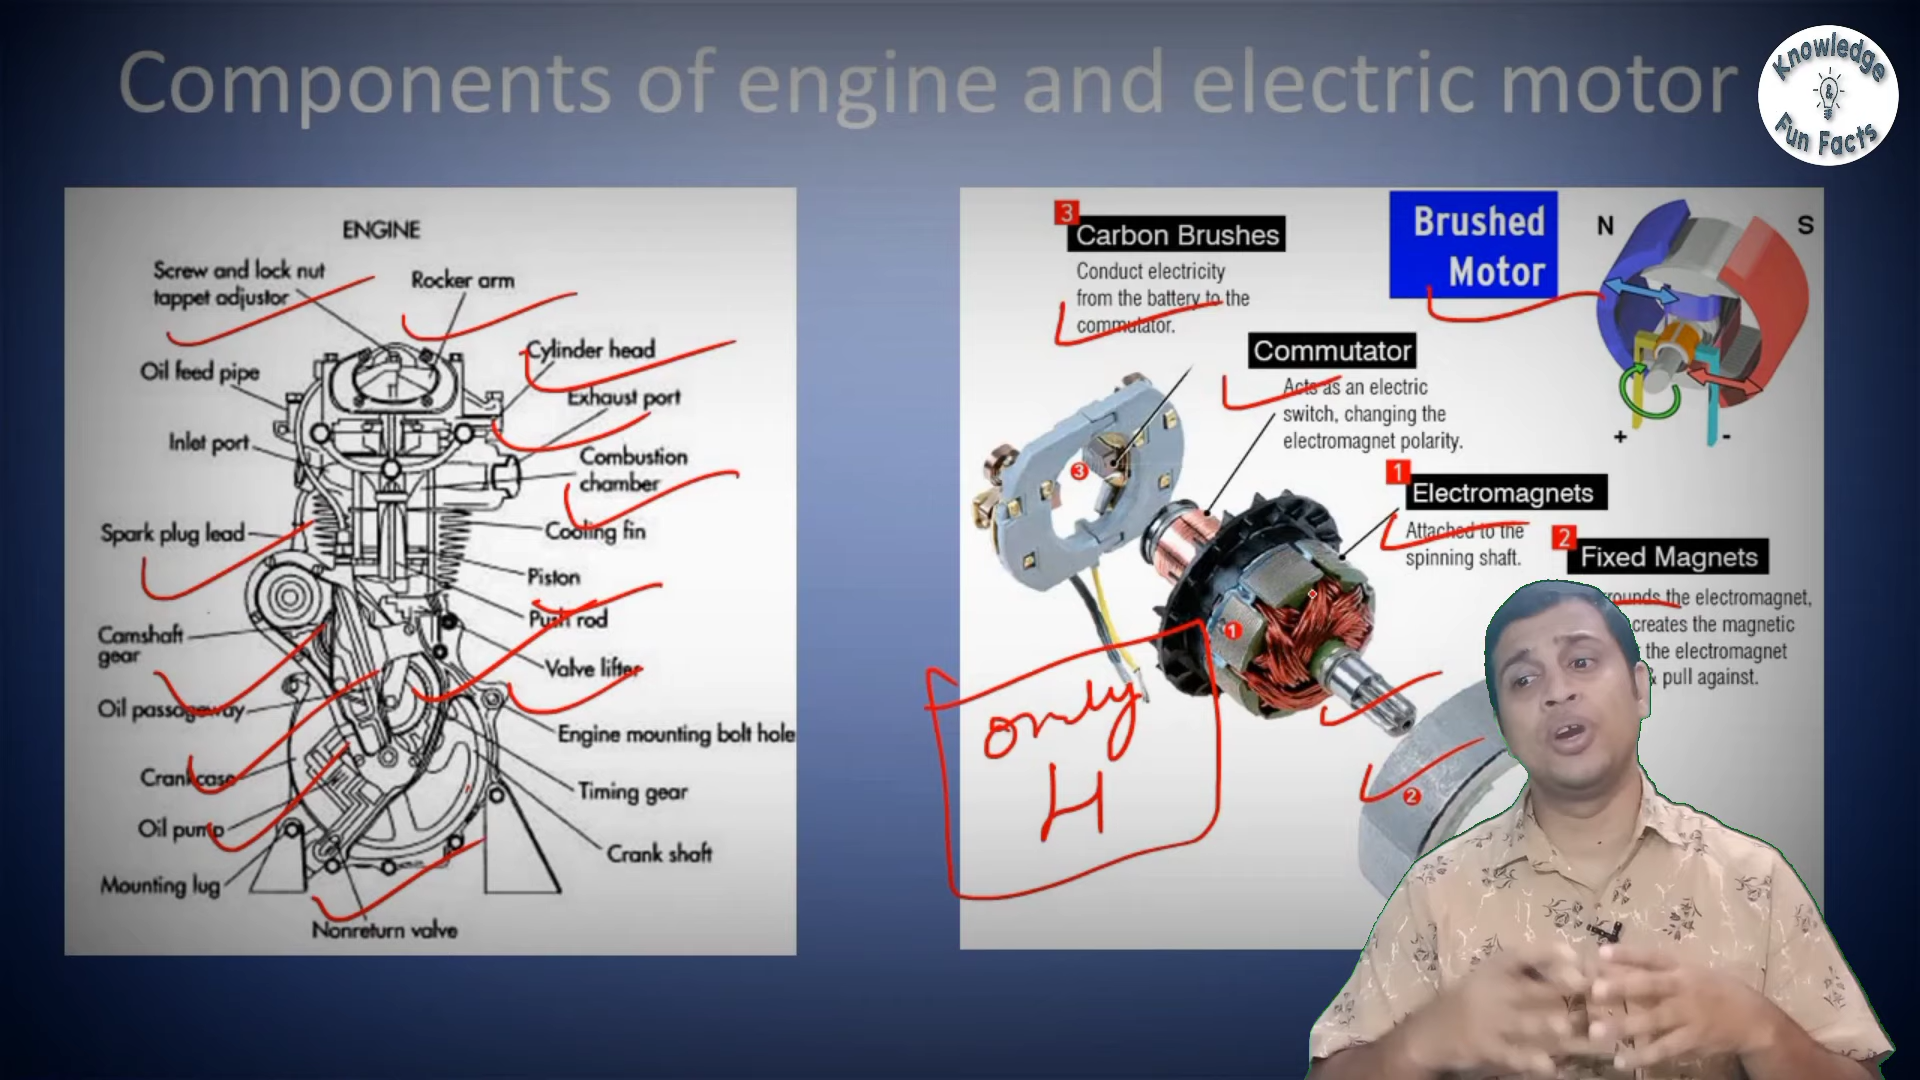 Components of engine and electric motor
Knowledge
&
Fun Facts
ENGINE
Screw and lock nut
tappet adjustor
Rocker arm
Cylinder head
Oil feed pipe
Exhaust port
Inlet port
Combustion
chamber
Spark plug lead
Cooling fin
Piston
Push rod
Camshaft
gear
Valve lifter
Oil passageway
Engine mounting bolt hole
Crankcase
Timing gear
Oil pump
Crank shaft
Mounting lug
Nonreturn valve
3
Carbon Brushes
Conduct electricity
from the battery to the
commutator.
Brushed
Motor
N
S
+
-
Commutator
Acts as an electric
switch, changing the
electromagnet polarity.
3
1
Electromagnets
Attached to the
spinning shaft.
2
Fixed Magnets
the electromagnet,
creates the magnetic
the electromagnet
& pull against.
1
2
only
4